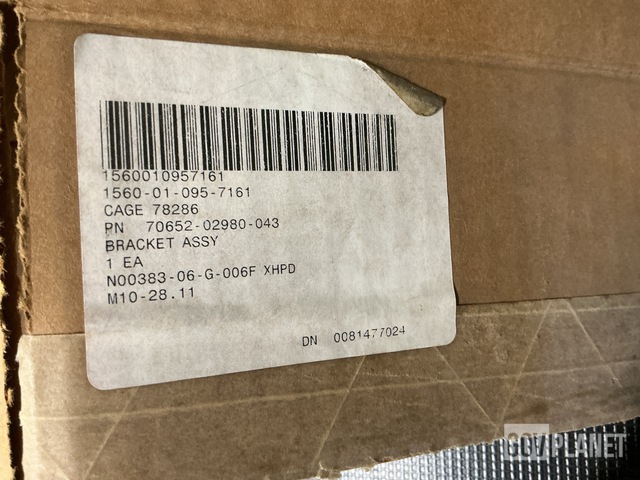 1560010957161
1560-01-095-7161
CAGE 78286
PN 70652-02980-043
BRACKET ASSY
1 EA
N00383-06-G-006F XHPD
M10-28.11
DN 0081477024
GOVPLANET